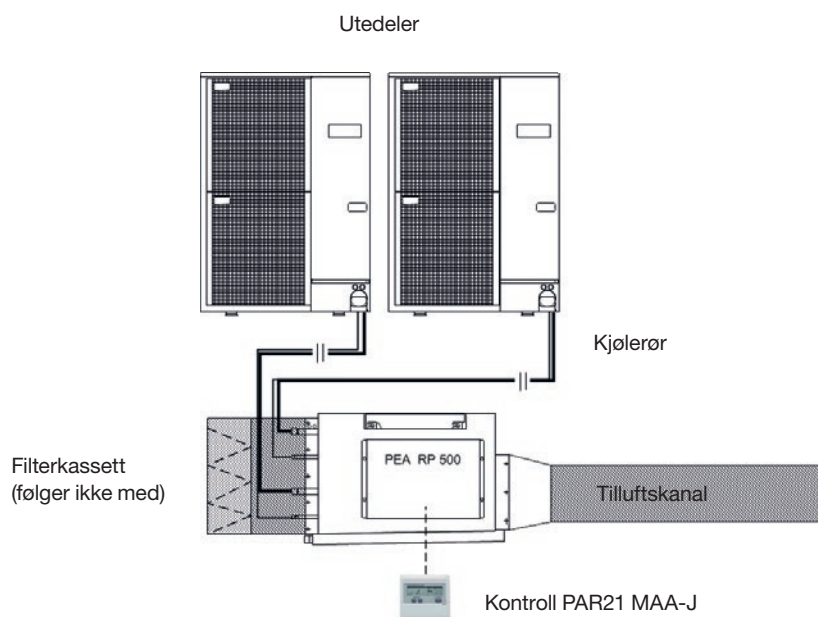 Utedeler
Kjølerør
PEA RP 500
Filterkassett
(følger ikke med)
Tilluftskanal
Kontroll PAR21 MAA-J